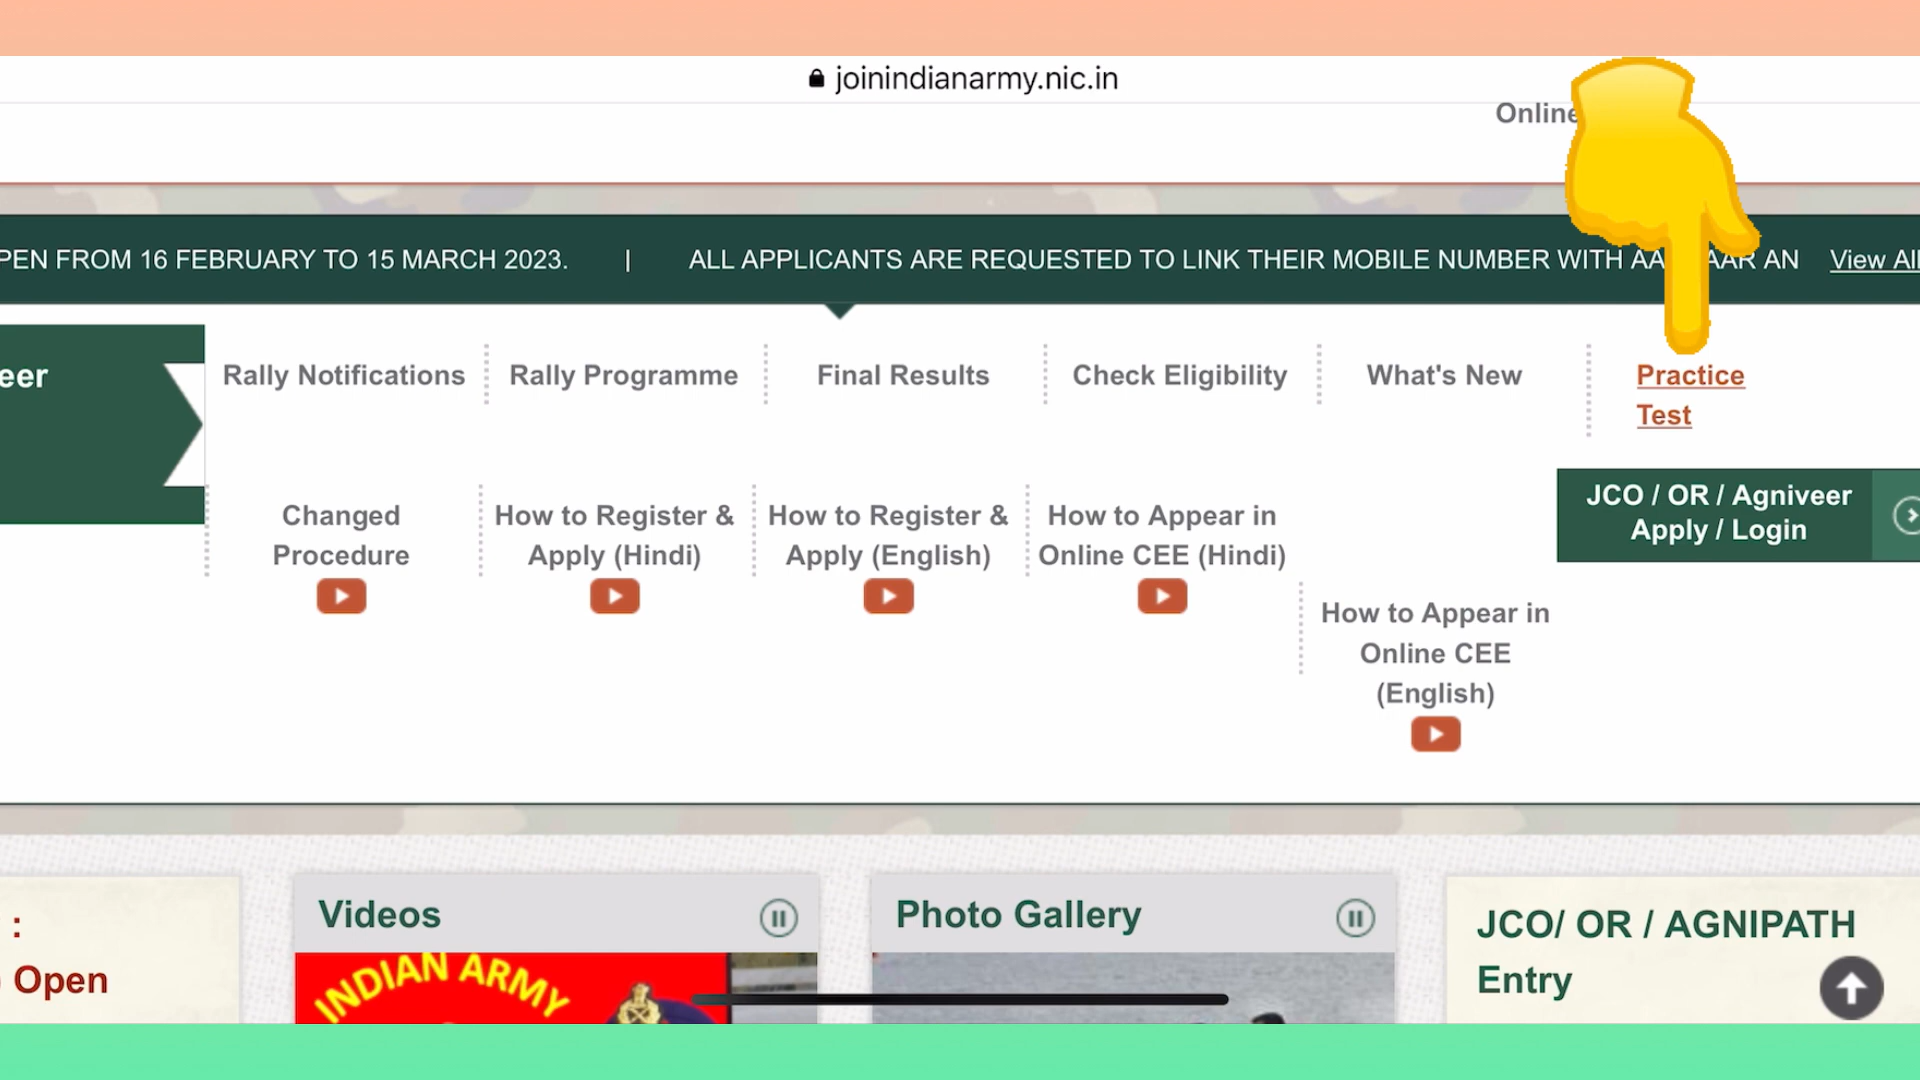 joinindianarmy.nic.in
Online
PEN FROM 16 FEBRUARY TO 15 MARCH 2023. | ALL APPLICANTS ARE REQUESTED TO LINK THEIR MOBILE NUMBER WITH AA AAR AN View All
eer
Rally Notifications
Rally Programme
Final Results
Check Eligibility
What's New
Practice
Test
JCO / OR / Agniveer
Apply / Login
Changed
Procedure
How to Register &
Apply (Hindi)
How to Register &
Apply (English)
How to Appear in
Online CEE (Hindi)
How to Appear in
Online CEE
(English)
:
Open
Videos
INDIAN ARMY
Photo Gallery
JCO/ OR / AGNIPATH
Entry